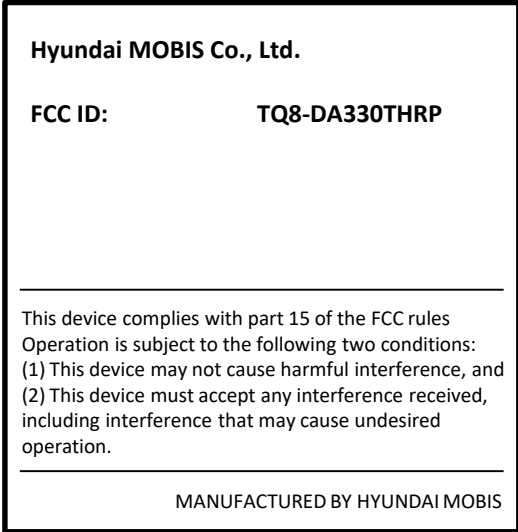 Hyundai MOBIS Co., Ltd.
FCC ID: TQ8-DA330THRP
This device complies with part 15 of the FCC rules
Operation is subject to the following two conditions:
(1) This device may not cause harmful interference, and
(2) This device must accept any interference received,
including interference that may cause undesired
operation.
MANUFACTURED BY HYUNDAI MOBIS